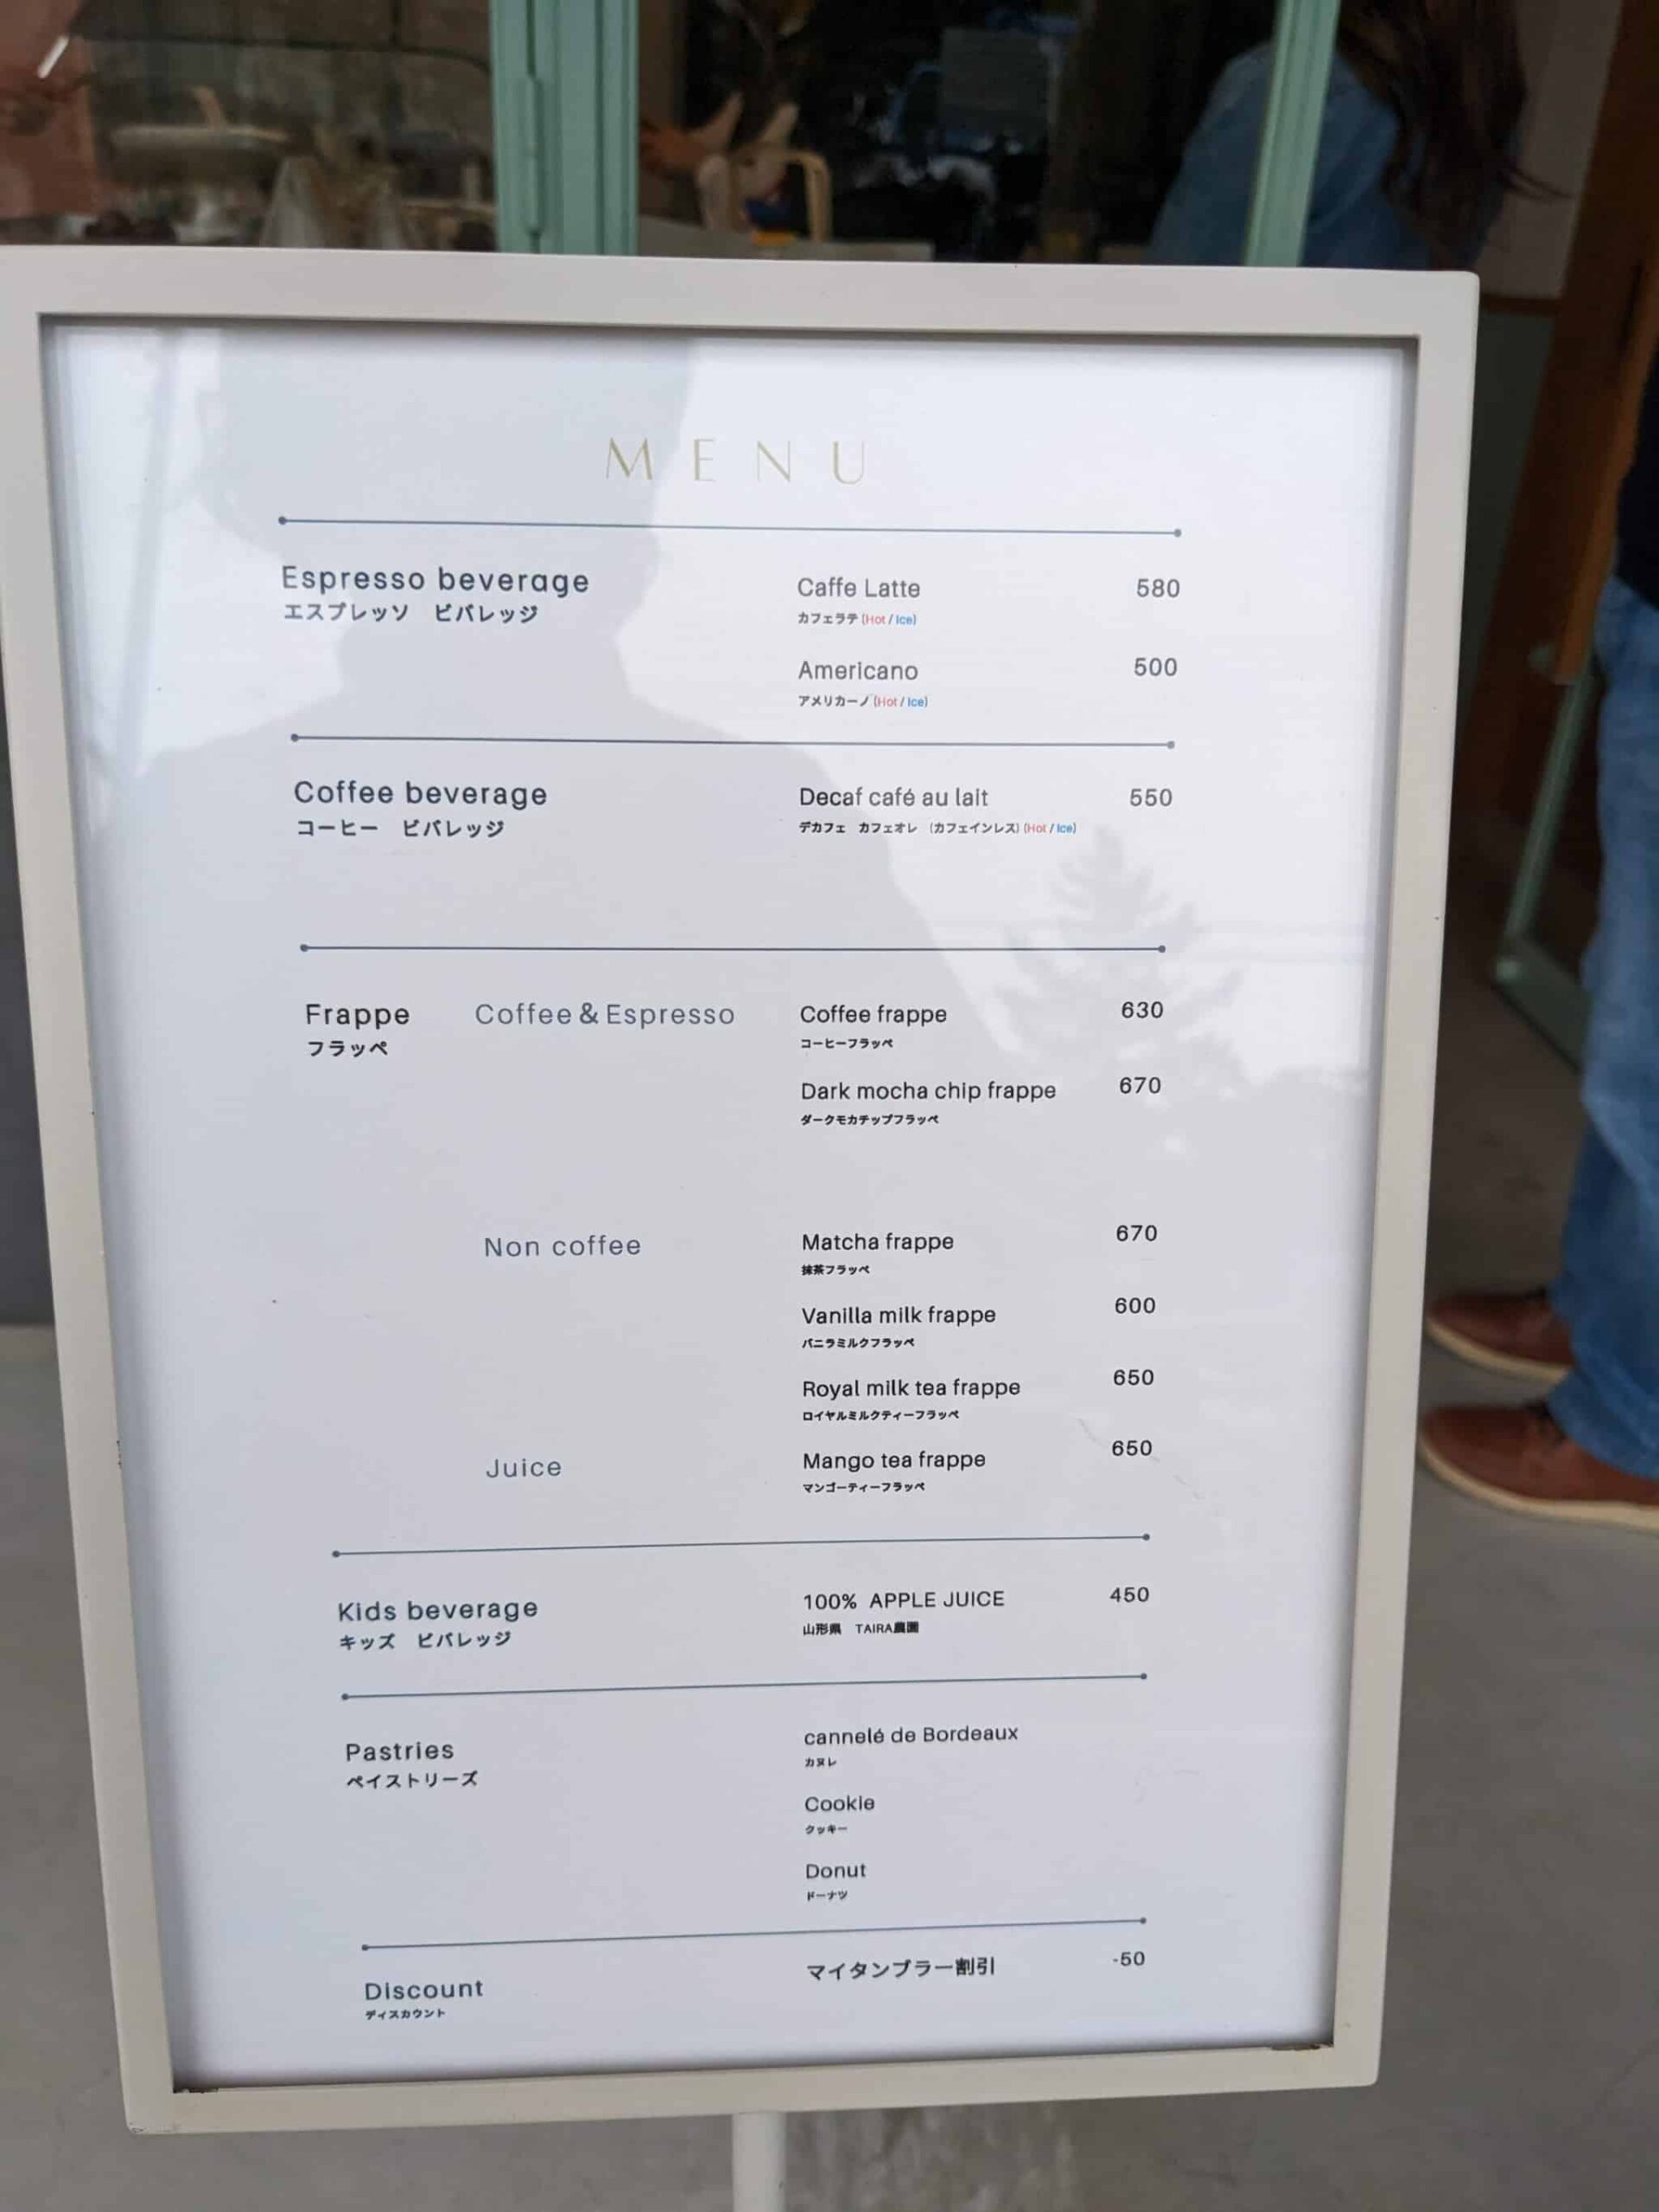 MENU
Espresso beverage
エスプレッソ ビバレッジ
Caffe Latte 580
カフェラテ (Hot / Ice)
Americano 500
アメリカーノ (Hot / Ice)
Coffee beverage
コーヒー ビバレッジ
Decaf café au lait 550
デカフェ カフェオレ (カフェインレス) (Hot / Ice)
Frappe
フラッペ
Coffee & Espresso
Coffee frappe 630
コーヒーフラッペ
Dark mocha chip frappe 670
ダークモカチップフラッペ
Non coffee
Matcha frappe 670
抹茶フラッペ
Vanilla milk frappe 600
バニラミルクフラッペ
Royal milk tea frappe 650
ロイヤルミルクティーフラッペ
Juice
Mango tea frappe 650
マンゴーティーフラッペ
Kids beverage
キッズ ビバレッジ
100% APPLE JUICE 450
山形県 TAIRA農園
Pastries
ペイストリーズ
cannelé de Bordeaux
カヌレ
Cookie
クッキー
Donut
ドーナツ
Discount
ディスカウント
マイタンブラー割引 -50